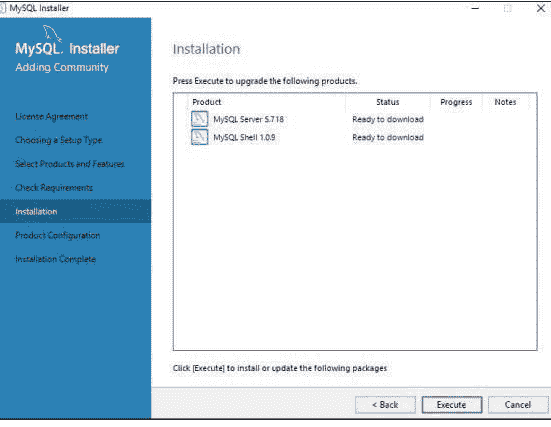 MySQL Installer
MySQL. Installer
Adding Community
License Agreement
Choosing a Setup Type
Select Products and Features
Check Requirements
Installation
Product Configuration
Installation Complete
Installation
Press Execute to upgrade the following products.
Product Status Progress Notes
MySQL Server 5.718 Ready to download
MySQL Shell 1.0.9 Ready to download
Click [Execute] to install or update the following packages
< Back Execute Cancel